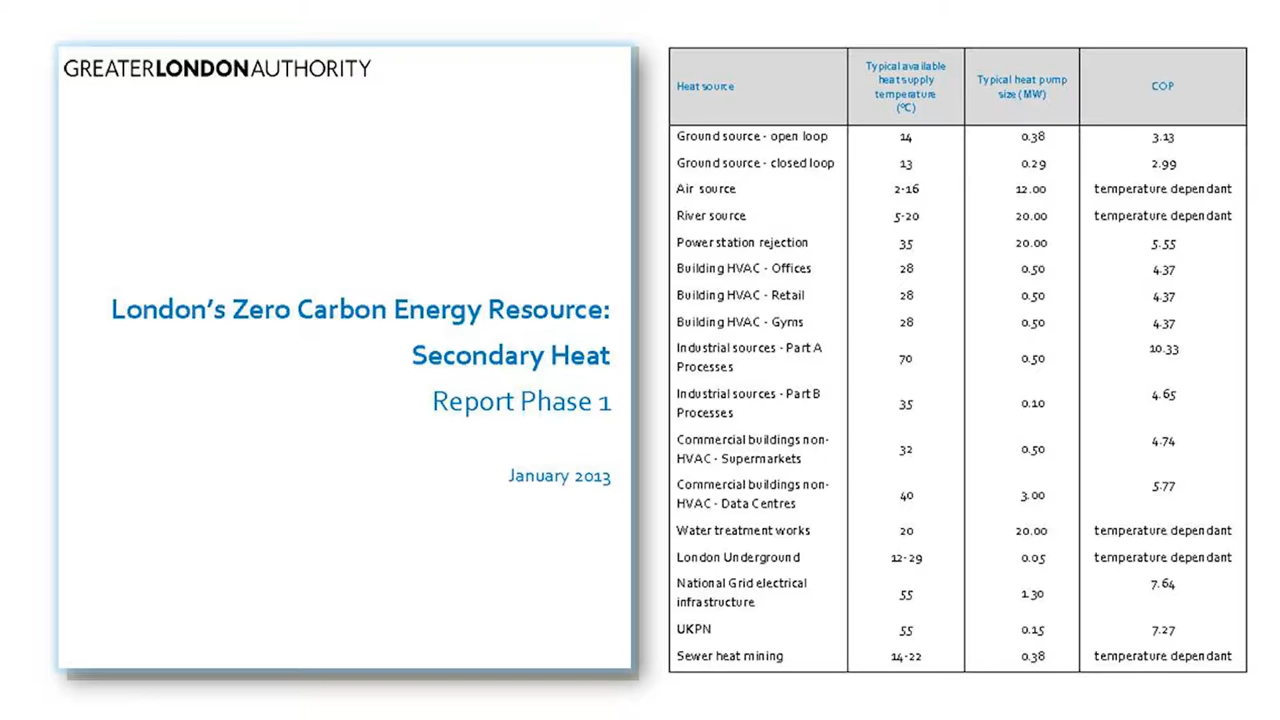 GREATERLONDONAUTHORITY
London's Zero Carbon Energy Resource:
Secondary Heat
Report Phase 1
January 2013
Heat source
Typical available
heat supply
temperature
(ºC)
Typical heat pump
size (MW)
COP
Ground source - open loop 14 0.38 3.13
Ground source - closed loop 13 0.29 2.99
Air source 2-16 12.00 temperature dependant
River source 5-20 20.00 temperature dependant
Power station rejection 35 20.00 5.55
Building HVAC - Offices 28 0.50 4.37
Building HVAC - Retail 28 0.50 4.37
Building HVAC - Gyms 28 0.50 4.37
Industrial sources - Part A
Processes 70 0.50 10.33
Industrial sources - Part B
Processes 35 0.10 4.65
Commercial buildings non-
HVAC - Supermarkets 32 0.50 4.74
Commercial buildings non-
HVAC - Data Centres 40 3.00 5.77
Water treatment works 20 20.00 temperature dependant
London Underground 12-29 0.05 temperature dependant
National Grid electrical
infrastructure 55 1.30 7.64
UKPN 55 0.15 7.27
Sewer heat mining 14-22 0.38 temperature dependant